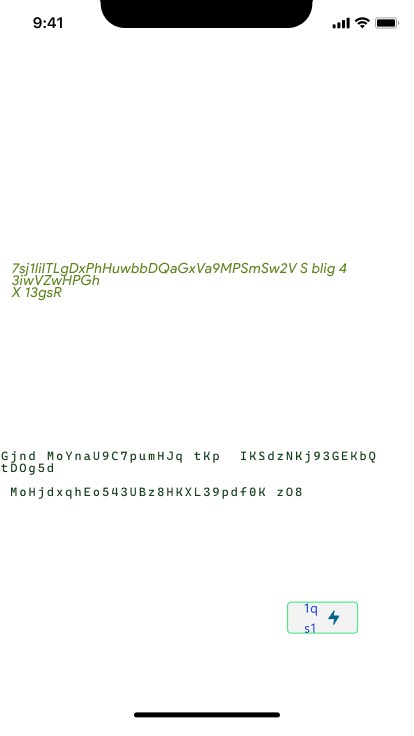 9:41
7sj1lilTLgDxPhHuwbbDQaGxVa9MPSmSw2V S blig 4
3iwVZwHPGh
X 13gsR
Gjnd MoYnaU9C7pumHJq tKp  IKSdzNKj93GEKbQ
tDOg5d
MoHjdxqhEo543UBz8HKXL39pdf0K zO8
1q
s1